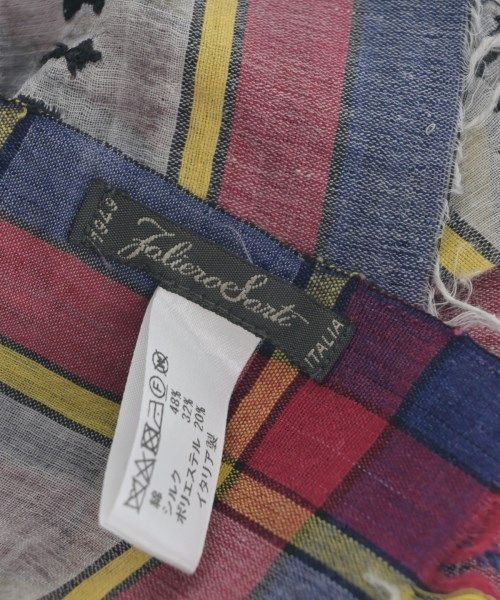 1949
Faliero Sarti
ITALIA
綿 48%
シルク 32%
ポリエステル 20%
イタリア製